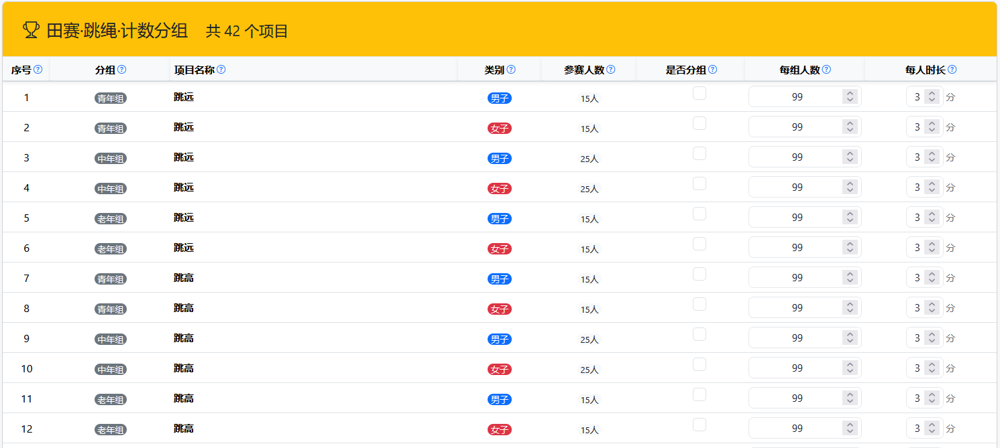 田赛·跳绳·计数分组 共 42 个项目
序号 分组 项目名称 类别 参赛人数 是否分组 每组人数 每人时长
1 青年组 跳远 男子 15人 99 3 分
2 青年组 跳远 女子 15人 99 3 分
3 中年组 跳远 男子 25人 99 3 分
4 中年组 跳远 女子 25人 99 3 分
5 老年组 跳远 男子 15人 99 3 分
6 老年组 跳远 女子 15人 99 3 分
7 青年组 跳高 男子 15人 99 3 分
8 青年组 跳高 女子 15人 99 3 分
9 中年组 跳高 男子 25人 99 3 分
10 中年组 跳高 女子 25人 99 3 分
11 老年组 跳高 男子 15人 99 3 分
12 老年组 跳高 女子 15人 99 3 分